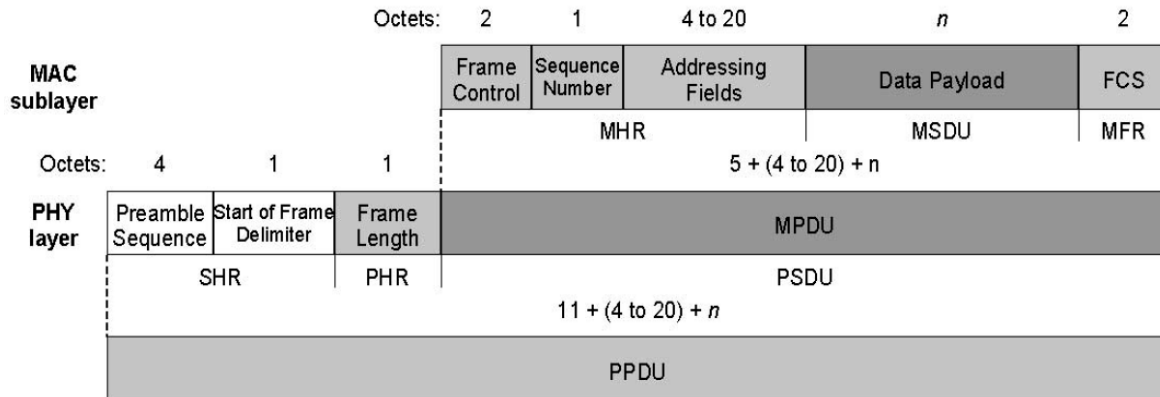 Octets: 2 1 4 to 20 n 2
MAC sublayer
Frame Control
Sequence Number
Addressing Fields
Data Payload
FCS
MHR MSDU MFR
Octets: 4 1 1 5 + (4 to 20) + n
PHY layer
Preamble Sequence
Start of Frame Delimiter
Frame Length
MPDU
SHR PHR PSDU
11 + (4 to 20) + n
PPDU